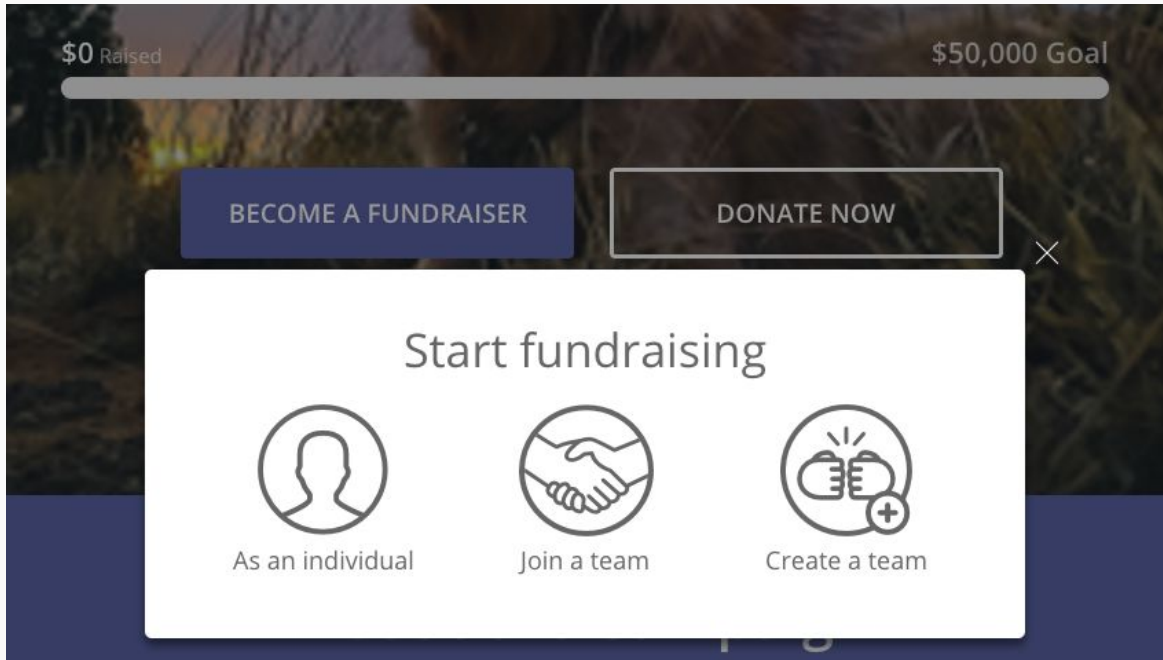 $0 Raised
$50,000 Goal
BECOME A FUNDRAISER
DONATE NOW
Start fundraising
As an individual
Join a team
Create a team